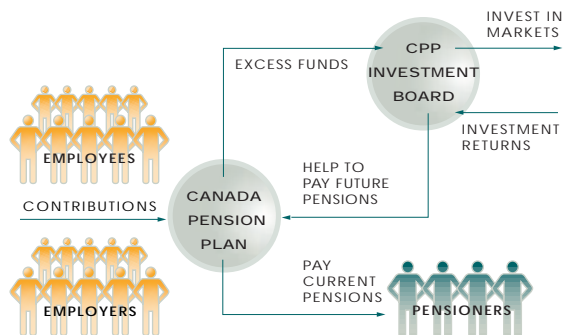 INVEST IN
MARKETS
CPP
INVESTMENT
BOARD
EXCESS FUNDS
INVESTMENT
RETURNS
EMPLOYEES
HELP TO
PAY FUTURE
PENSIONS
CONTRIBUTIONS
CANADA
PENSION
PLAN
PAY
CURRENT
PENSIONS
EMPLOYERS
PENSIONERS